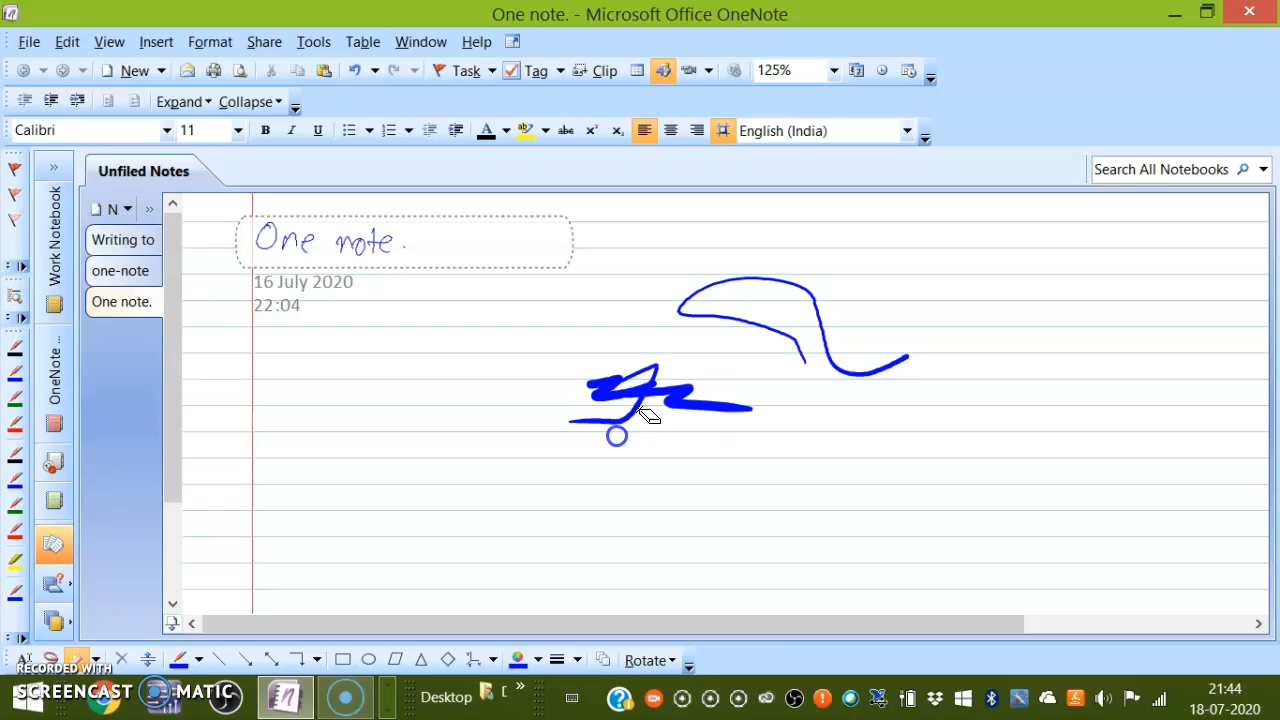 One note. - Microsoft Office OneNote
File Edit View Insert Format Share Tools Table Window Help
New Task Tag Clip 125%
Expand Collapse
Calibri 11 B I U A abc x² x₂ English (India)
Unfiled Notes Search All Notebooks
N
Writing to
one-note
One note.
Work Notebook
OneNote ...
One note.
16 July 2020
22:04
Rotate
RECORDED WITH
SCREENCAST MATIC
Desktop
21:44
18-07-2020